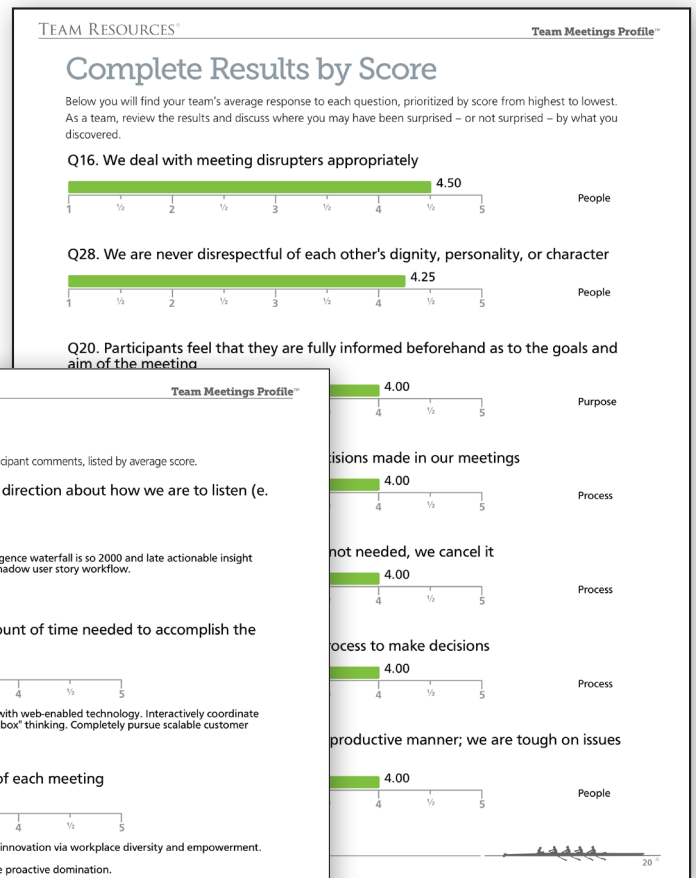 TEAM RESOURCES®
Team Meetings Profile™
Complete Results by Score
Below you will find your team's average response to each question, prioritized by score from highest to lowest.
As a team, review the results and discuss where you may have been surprised – or not surprised – by what you
discovered.
Q16. We deal with meeting disrupters appropriately
4.50
1 ½ 2 ½ 3 ½ 4 ½ 5
People
Q28. We are never disrespectful of each other's dignity, personality, or character
4.25
1 ½ 2 ½ 3 ½ 4 ½ 5
People
Q20. Participants feel that they are fully informed beforehand as to the goals and
aim of the meeting
4.00
4 ½ 5
Purpose
isions made in our meetings
4.00
4 ½ 5
Process
not needed, we cancel it
4.00
4 ½ 5
Process
ocess to make decisions
4.00
4 ½ 5
Process
productive manner; we are tough on issues
4.00
4 ½ 5
People
20
Team Meetings Profile™
cipant comments, listed by average score.
direction about how we are to listen (e.
gence waterfall is so 2000 and late actionable insight
hadow user story workflow.
ount of time needed to accomplish the
4 ½ 5
with web-enabled technology. Interactively coordinate
box" thinking. Completely pursue scalable customer
of each meeting
4 ½ 5
innovation via workplace diversity and empowerment.
e proactive domination.